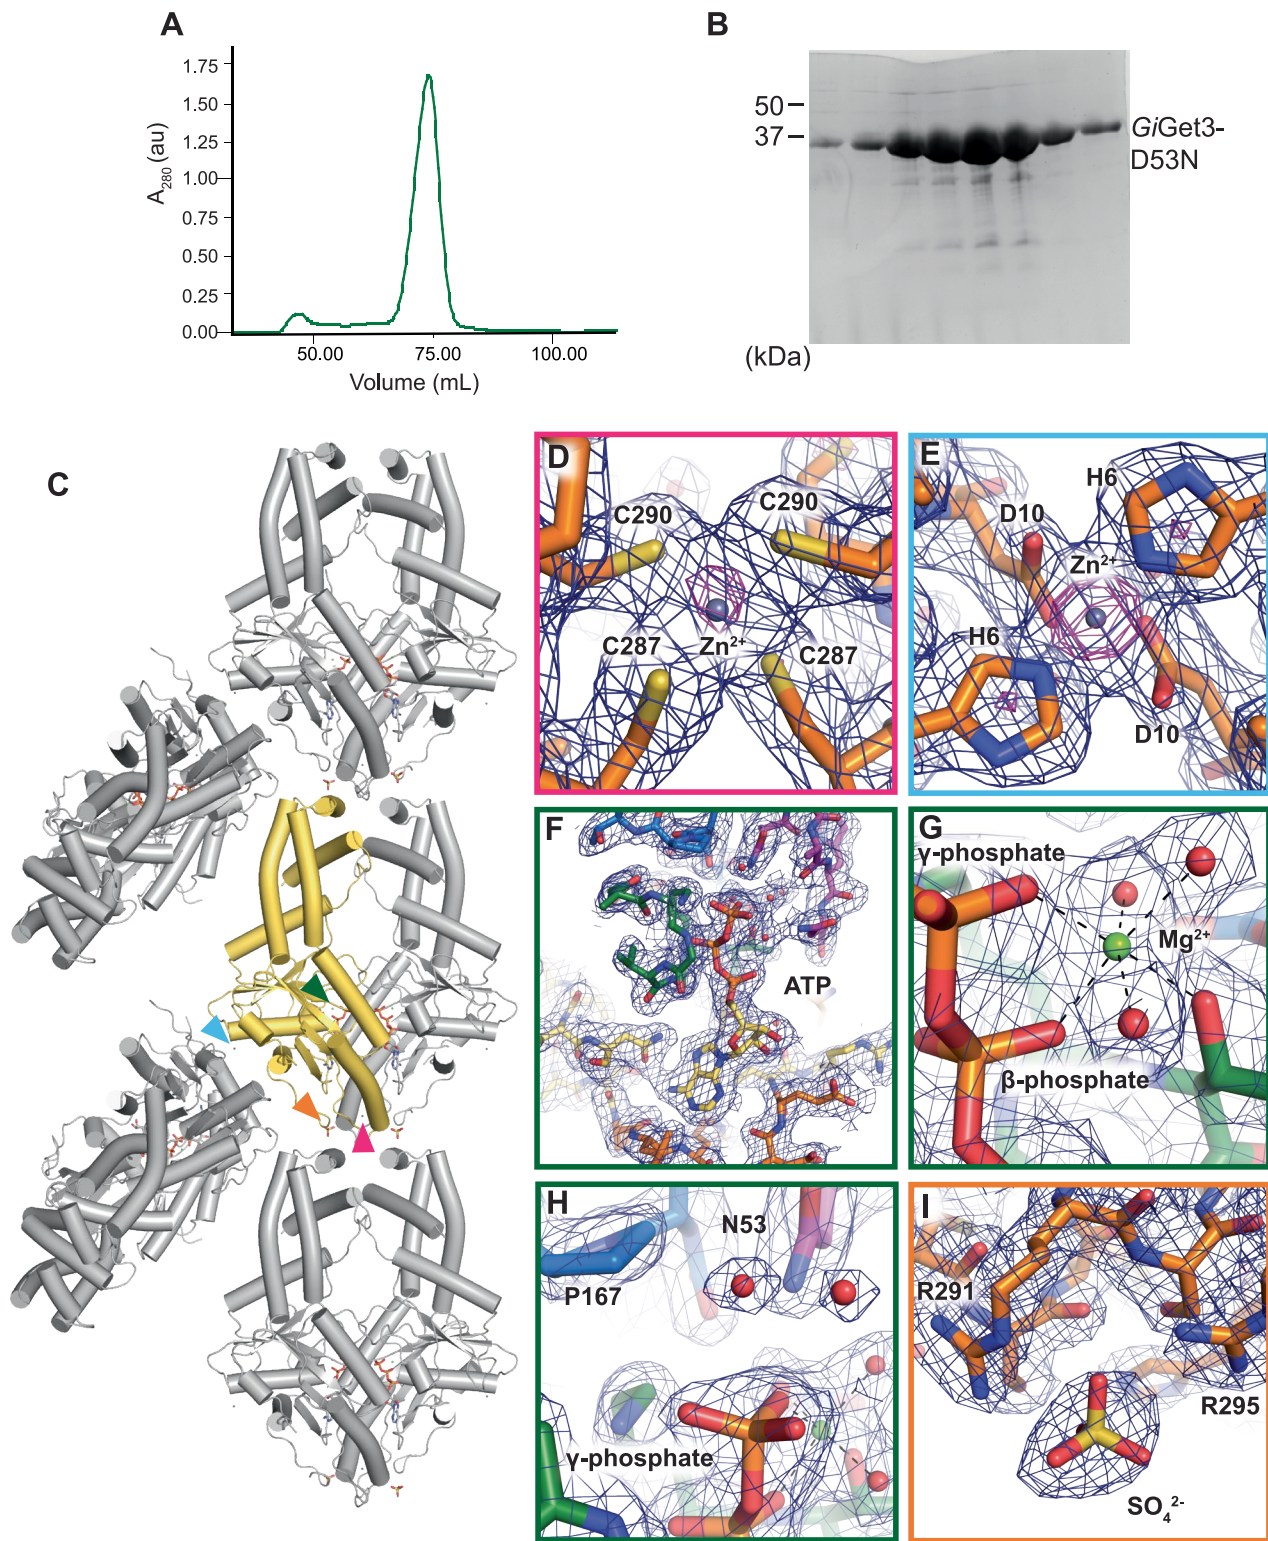 A
1.75
1.50
1.25
1.00
0.75
0.50
0.25
0.00
A280 (au)
50.00
75.00
100.00
Volume (mL)
B
50
37
(kDa)
GiGet3-
D53N
C
D
C290
C290
C287
Zn2+
C287
E
H6
D10
Zn2+
H6
D10
F
ATP
G
γ-phosphate
Mg2+
β-phosphate
H
N53
P167
γ-phosphate
I
R291
R295
SO42-